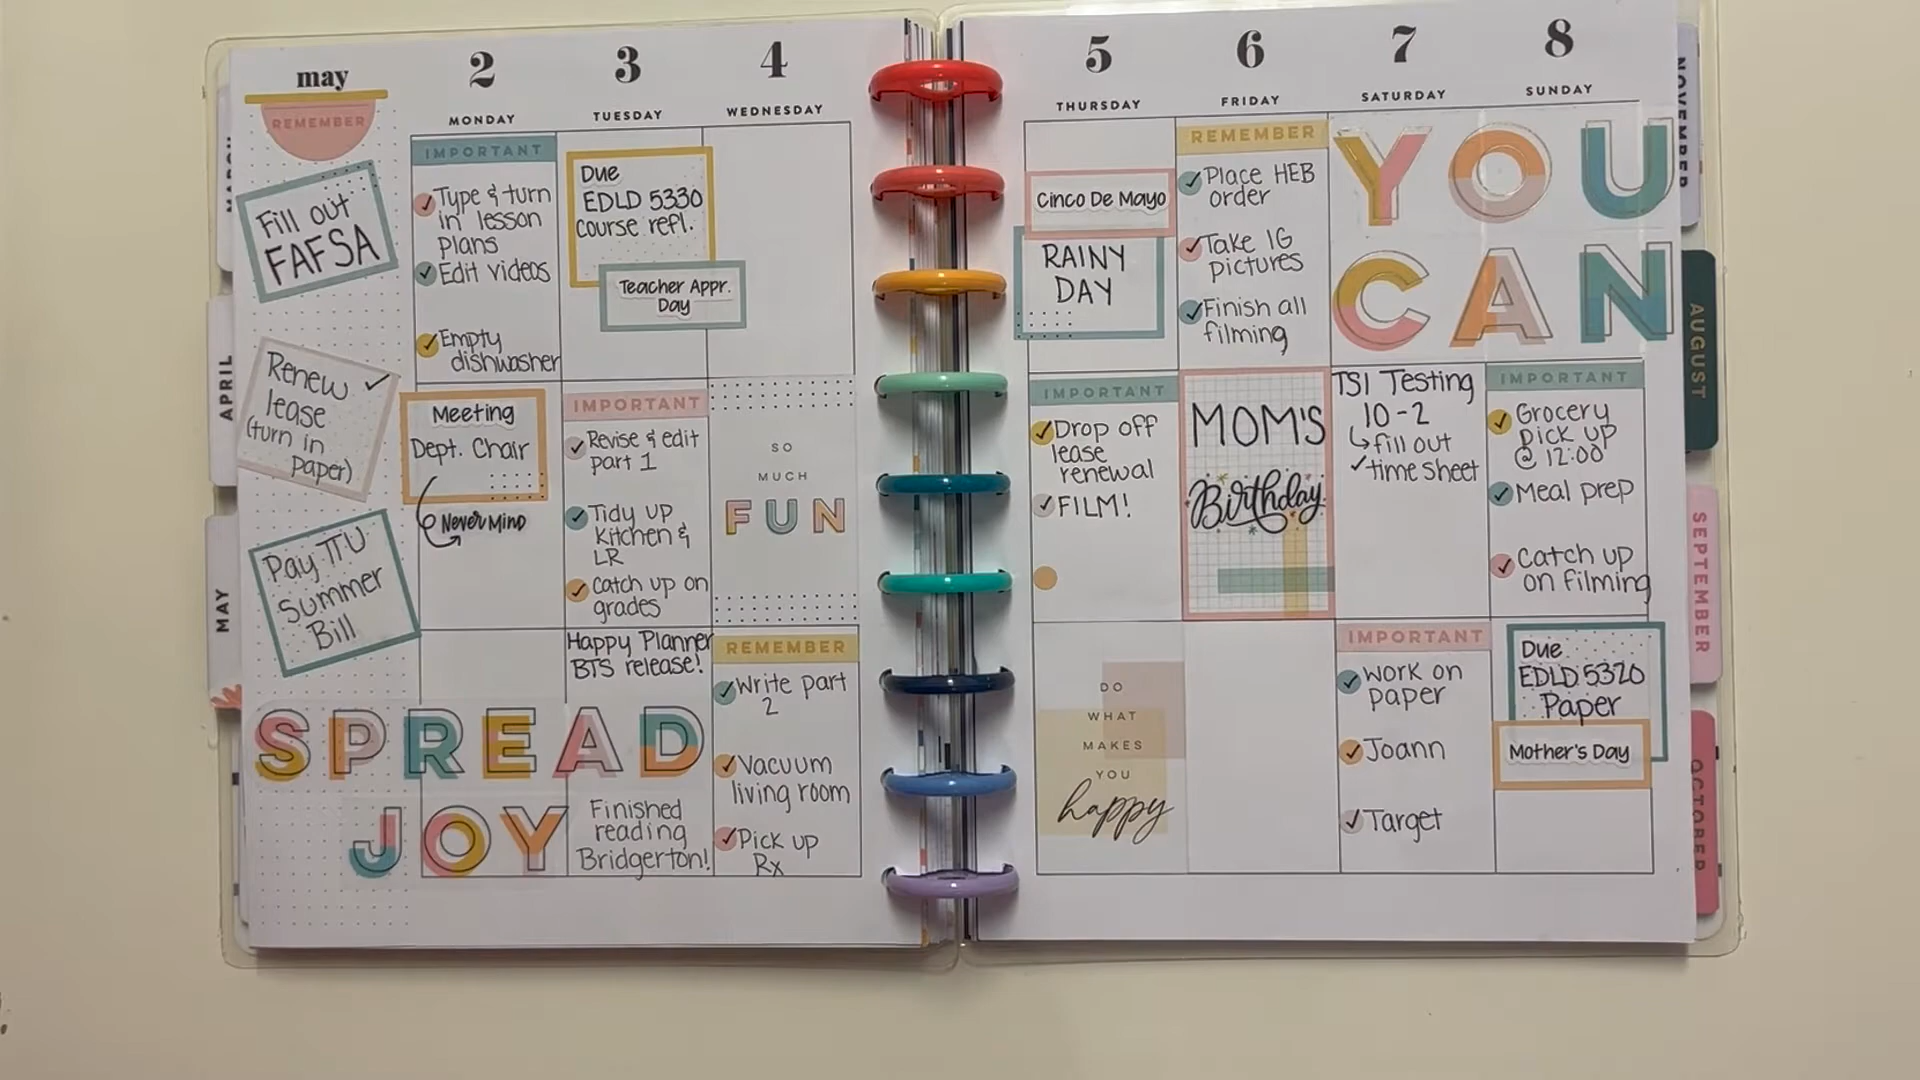 may
REMEMBER
Fill out
FAFSA
Renew ✓
lease
(turn in
paper)
Pay TTU
Summer
Bill
SPREAD
JOY
2
MONDAY
IMPORTANT
✓ Type & turn
in lesson
plans
✓ Edit videos
✓ Empty
dishwasher
Meeting
Dept. Chair
Never Mind
3
TUESDAY
Due
EDLD 5330
Course refl.
Teacher Appr.
Day
IMPORTANT
✓ Revise & edit
part 1
✓ Tidy up
kitchen &
LR
✓ Catch up on
grades
Happy Planner
BTS release!
Finished
reading
Bridgerton!
4
WEDNESDAY
SO
MUCH
FUN
REMEMBER
✓ Write part
2
✓ Vacuum
living room
✓ Pick up
Rx
5
THURSDAY
Cinco De Mayo
RAINY
DAY
IMPORTANT
✓ Drop off
lease
renewal
✓ FILM!
DO
WHAT
MAKES
YOU
happy
6
FRIDAY
REMEMBER
✓ Place HEB
order
✓ Take IG
pictures
✓ Finish all
filming
MOM'S
Birthday
7
SATURDAY
8
SUNDAY
YOU
CAN
TSI Testing
10-2
↳ fill out
✓ time sheet
IMPORTANT
✓ Work on
paper
✓ Joann
✓ Target
IMPORTANT
✓ Grocery
pick up
@ 12:00
✓ Meal prep
✓ Catch up
on filming
Due
EDLD 5320
Paper
Mother's Day
MARCH
APRIL
MAY
NOVEMBER
AUGUST
SEPTEMBER
OCTOBER